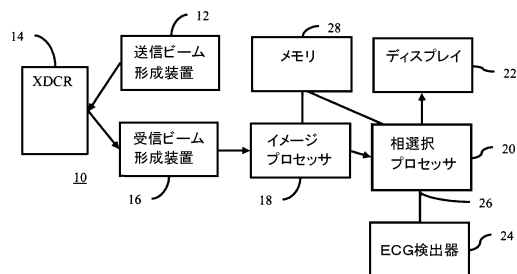 14
XDCR
12
送信ビーム
形成装置
28
メモリ
ディスプレイ
22
受信ビーム
形成装置
16
イメージ
プロセッサ
18
相選択
プロセッサ
20
26
10
ECG検出器
24